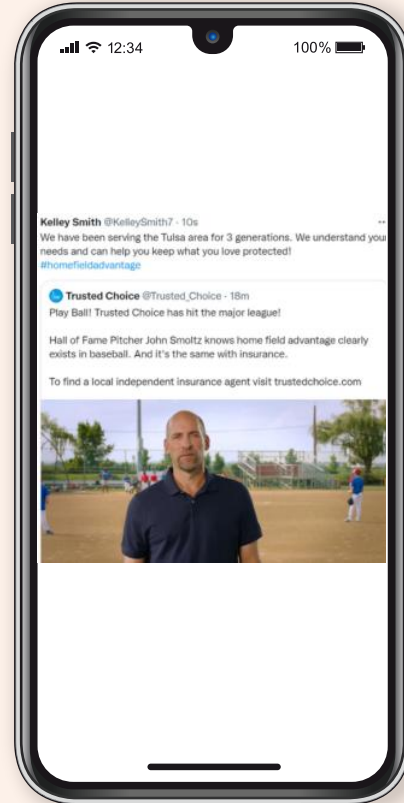 12:34
100%
Kelley Smith @KelleySmith7 · 10s
We have been serving the Tulsa area for 3 generations. We understand your
needs and can help you keep what you love protected!
#homefieldadvantage
Trusted Choice @Trusted_Choice · 18m
Play Ball! Trusted Choice has hit the major league!
Hall of Fame Pitcher John Smoltz knows home field advantage clearly
exists in baseball. And it's the same with insurance.
To find a local independent insurance agent visit trustedchoice.com